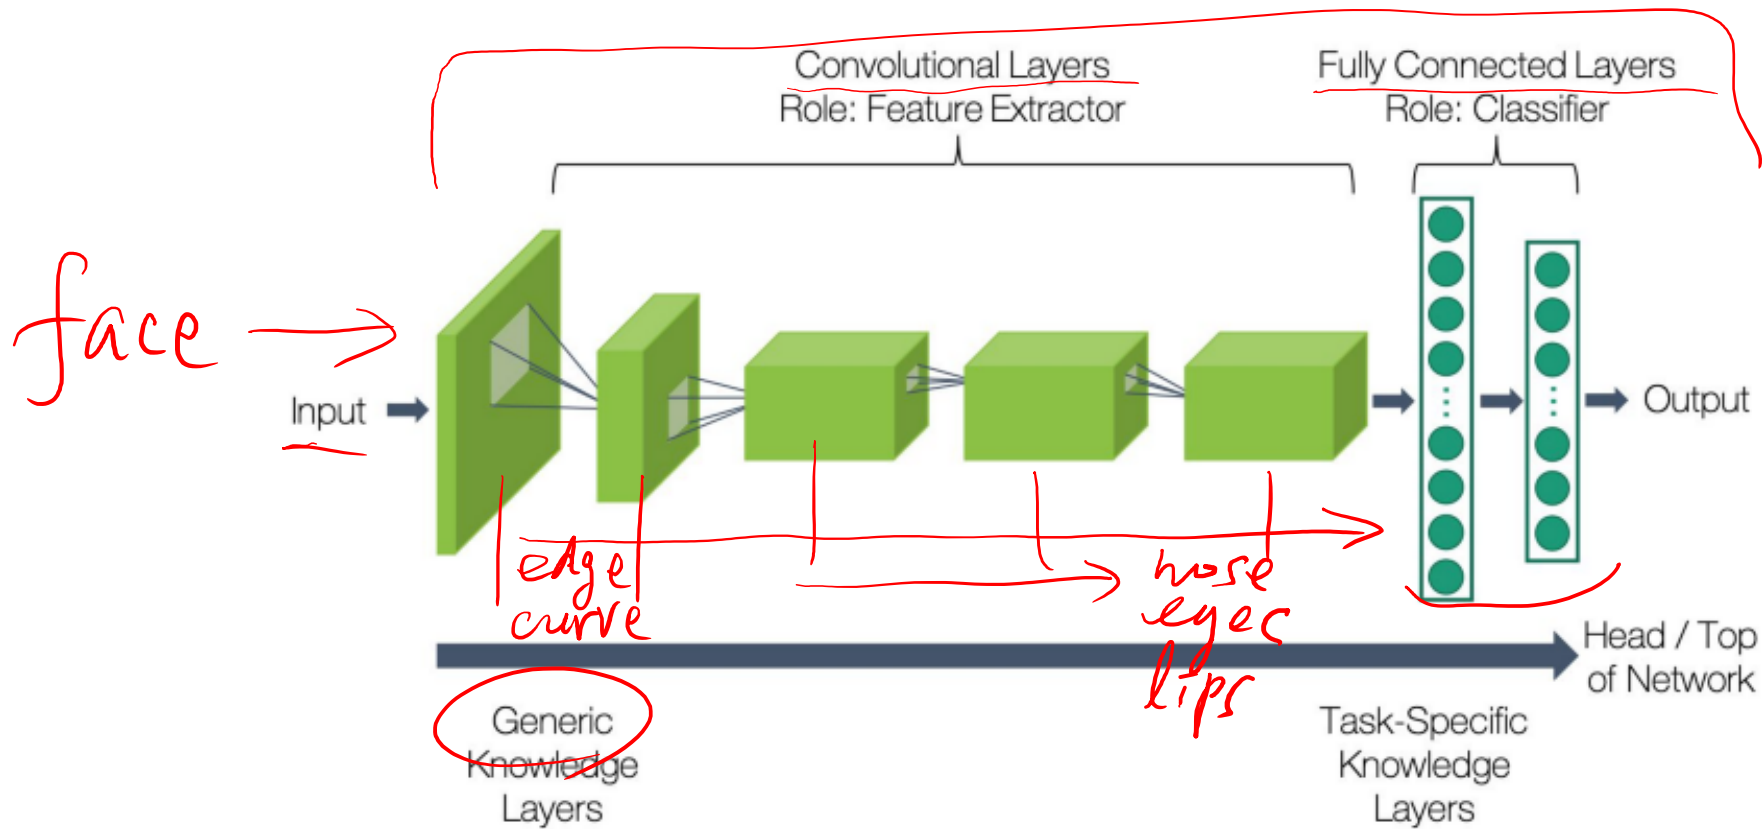 Convolutional Layers
Role: Feature Extractor
Fully Connected Layers
Role: Classifier
face
Input
Output
edge
curve
nose
eyes
lips
Head / Top
of Network
Generic
Knowledge
Layers
Task-Specific
Knowledge
Layers